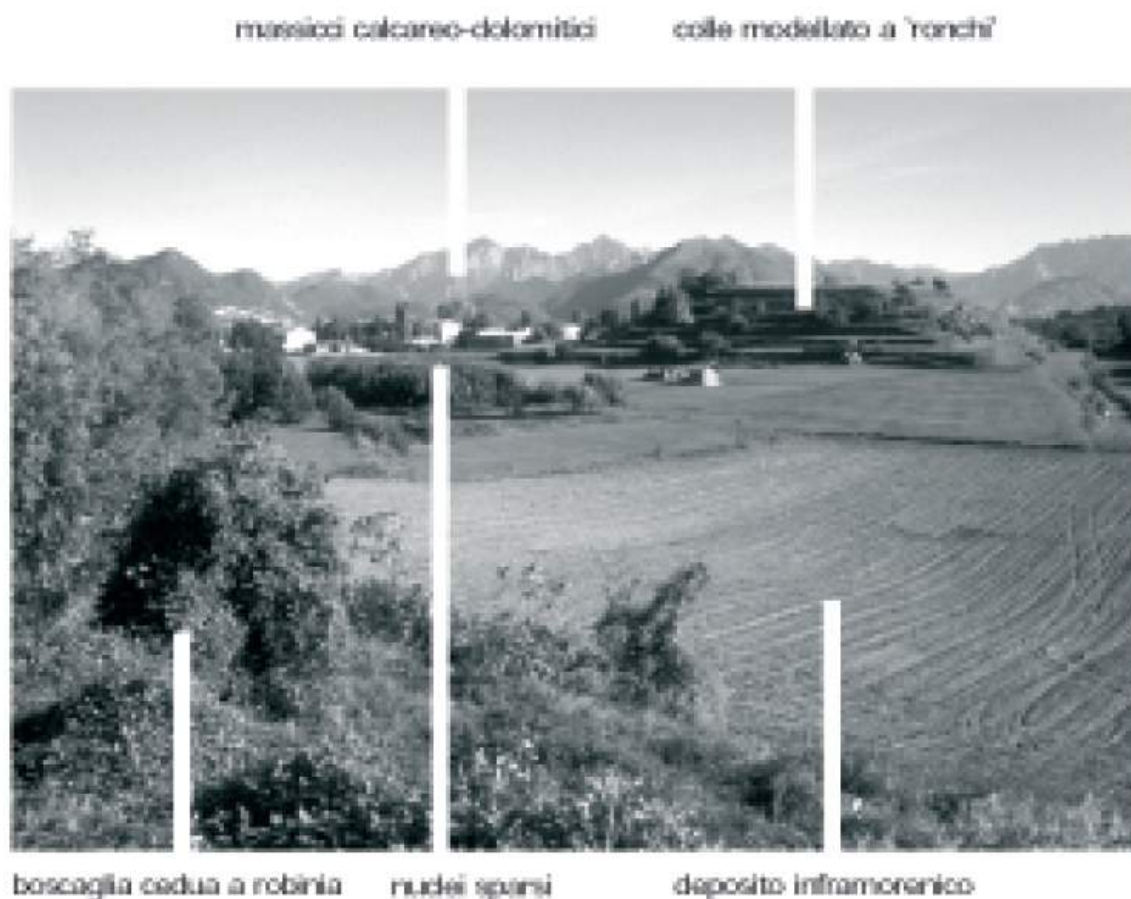 massicci calcareo-dolomitici
colle modellato a 'ronchi'
boscaglia cedua a robinia
nuclei sparsi
deposito inframorenico